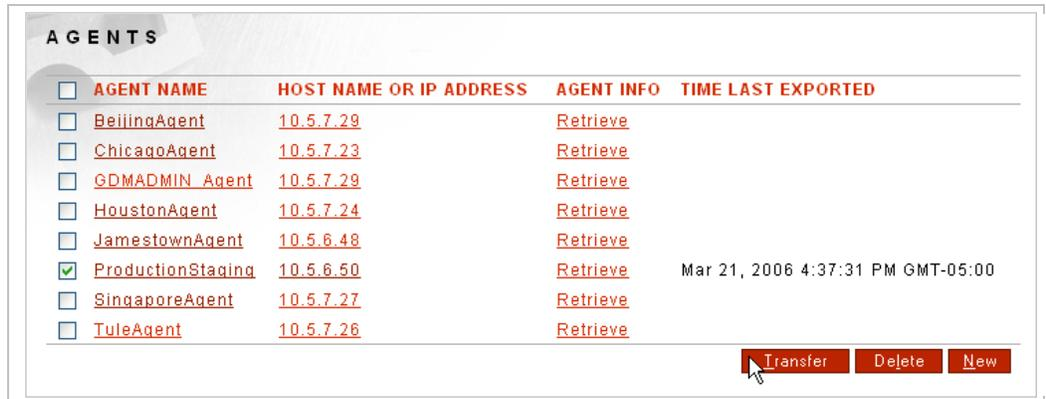 AGENTS
AGENT NAME HOST NAME OR IP ADDRESS AGENT INFO TIME LAST EXPORTED
BeijingAgent 10.5.7.29 Retrieve
ChicagoAgent 10.5.7.23 Retrieve
GDMADMIN_Agent 10.5.7.29 Retrieve
HoustonAgent 10.5.7.24 Retrieve
JamestownAgent 10.5.6.48 Retrieve
ProductionStaging 10.5.6.50 Retrieve Mar 21, 2006 4:37:31 PM GMT-05:00
SingaporeAgent 10.5.7.27 Retrieve
TuleAgent 10.5.7.26 Retrieve
Transfer Delete New